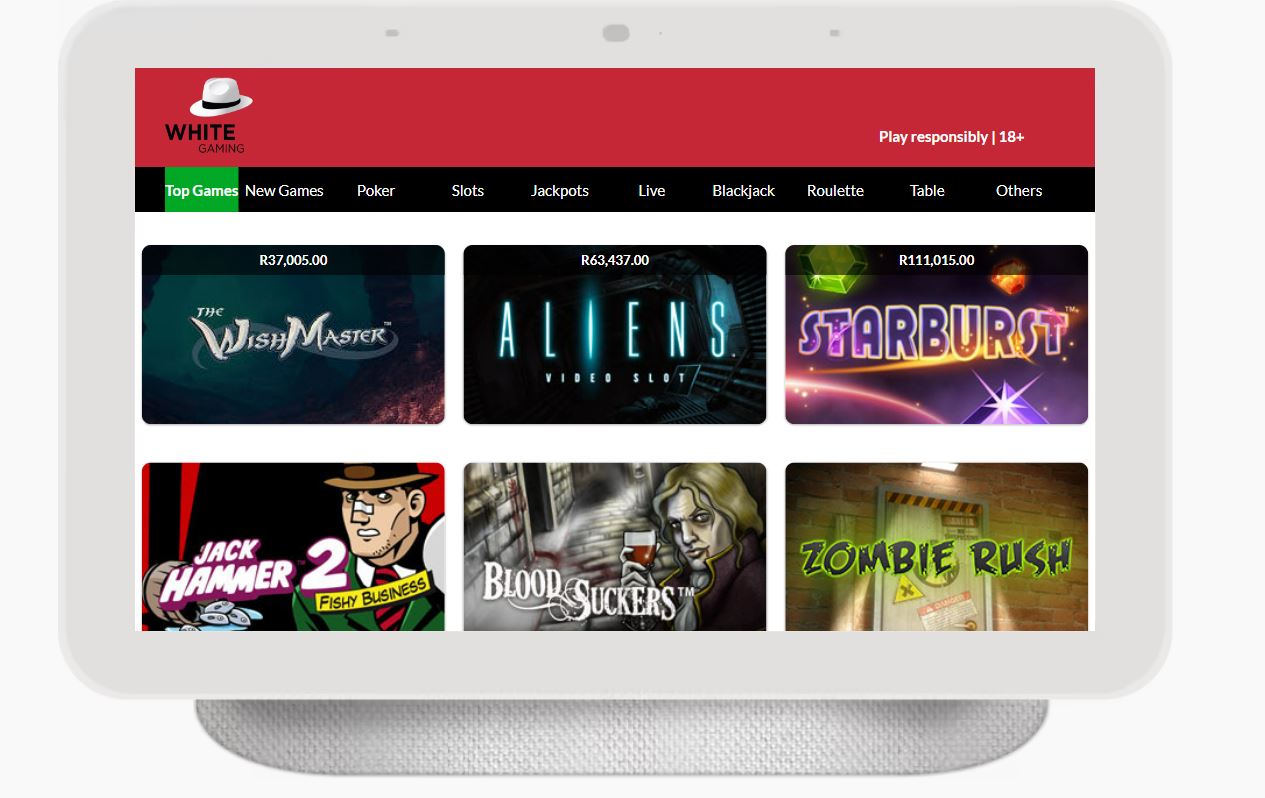 WHITE
GAMING
Play responsibly | 18+
Top Games New Games Poker Slots Jackpots Live Blackjack Roulette Table Others
R37,005.00
THE
WISHMASTER™
R63,437.00
ALIENS
VIDEO SLOT
R111,015.00
STARBURST™
JACK
HAMMER™ 2
FISHY BUSINESS
BLOOD
SUCKERS™
ZOMBIE RUSH
DANGER
DANGER